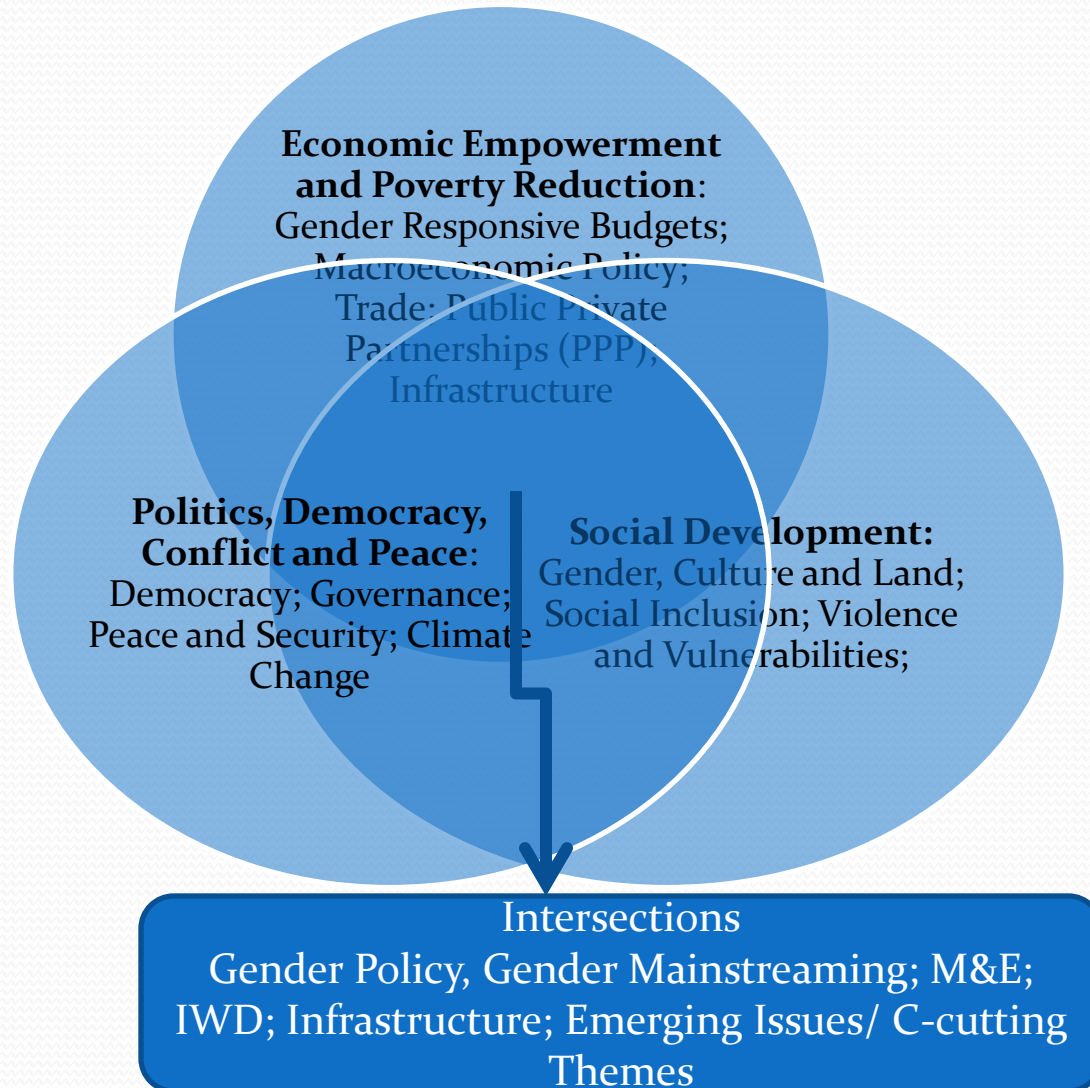 Economic Empowerment
and Poverty Reduction:
Gender Responsive Budgets;
Macroeconomic Policy;
Trade; Public Private
Partnerships (PPP);
Infrastructure
Politics, Democracy,
Conflict and Peace:
Democracy; Governance;
Peace and Security; Climate
Change
Social Development:
Gender, Culture and Land;
Social Inclusion; Violence
and Vulnerabilities;
Intersections
Gender Policy, Gender Mainstreaming; M&E;
IWD; Infrastructure; Emerging Issues/ C-cutting
Themes